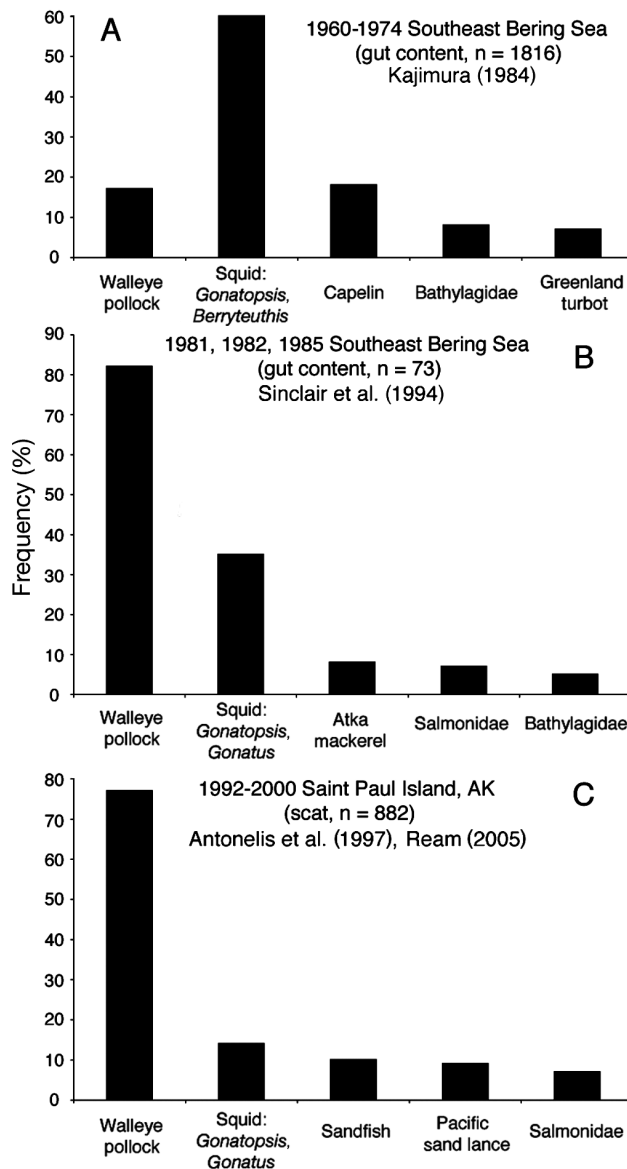 A
1960-1974 Southeast Bering Sea
(gut content, n = 1816)
Kajimura (1984)
60
50
40
30
20
10
0
Walleye
pollock
Squid:
Gonatopsis,
Berryteuthis
Capelin
Bathylagidae
Greenland
turbot
Frequency (%)
B
1981, 1982, 1985 Southeast Bering Sea
(gut content, n = 73)
Sinclair et al. (1994)
90
80
70
60
50
40
30
20
10
0
Walleye
pollock
Squid:
Gonatopsis,
Gonatus
Atka
mackerel
Salmonidae
Bathylagidae
C
1992-2000 Saint Paul Island, AK
(scat, n = 882)
Antonelis et al. (1997), Ream (2005)
80
70
60
50
40
30
20
10
0
Walleye
pollock
Squid:
Gonatopsis,
Gonatus
Sandfish
Pacific
sand lance
Salmonidae